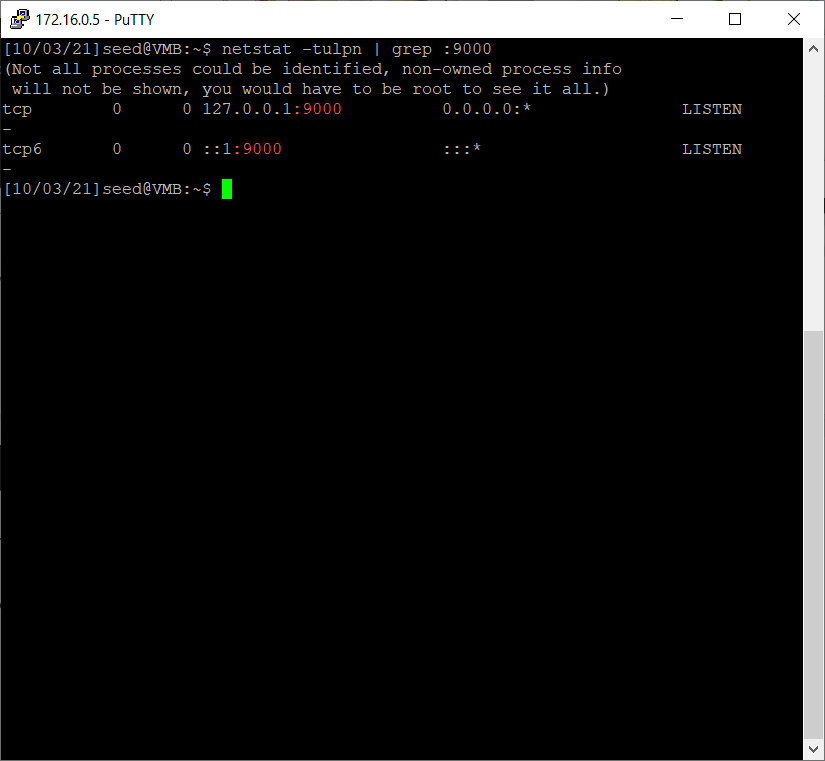 172.16.0.5 - PuTTY
[10/03/21]seed@VMB:~$ netstat -tulpn | grep :9000
(Not all processes could be identified, non-owned process info
 will not be shown, you would have to be root to see it all.)
tcp        0      0 127.0.0.1:9000          0.0.0.0:*               LISTEN
-
tcp6       0      0 ::1:9000                :::*                    LISTEN
-
[10/03/21]seed@VMB:~$